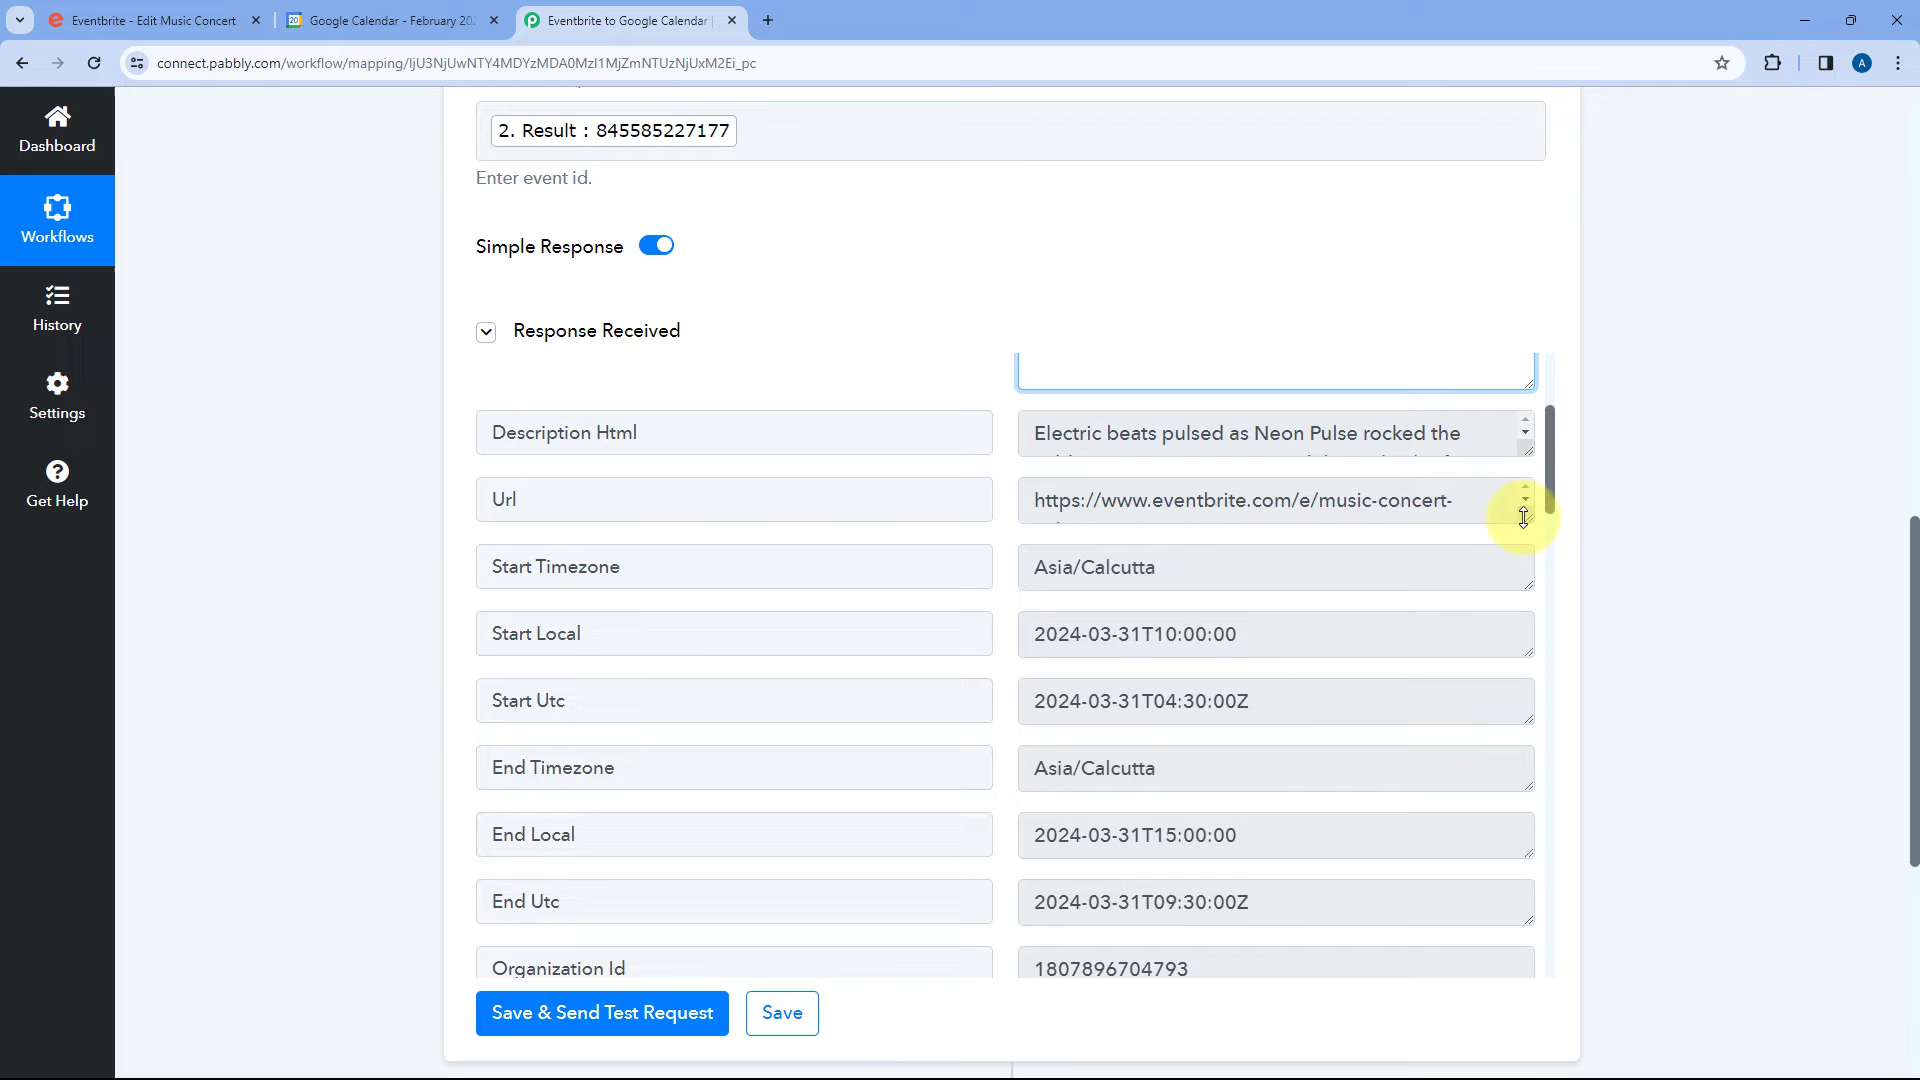 Eventbrite - Edit Music Concert
Google Calendar - February 20
Eventbrite to Google Calendar
connect.pabbly.com/workflow/mapping/IjU3NjUwNTY4MDYzMDA0MzI1MjZmNTUzNjUxM2Ei_pc
A
Dashboard
Workflows
History
Settings
Get Help
2. Result : 845585227177
Enter event id.
Simple Response
Response Received
Description Html
Electric beats pulsed as Neon Pulse rocked the
Url
https://www.eventbrite.com/e/music-concert-
Start Timezone
Asia/Calcutta
Start Local
2024-03-31T10:00:00
Start Utc
2024-03-31T04:30:00Z
End Timezone
Asia/Calcutta
End Local
2024-03-31T15:00:00
End Utc
2024-03-31T09:30:00Z
Organization Id
1807896704793
Save & Send Test Request
Save